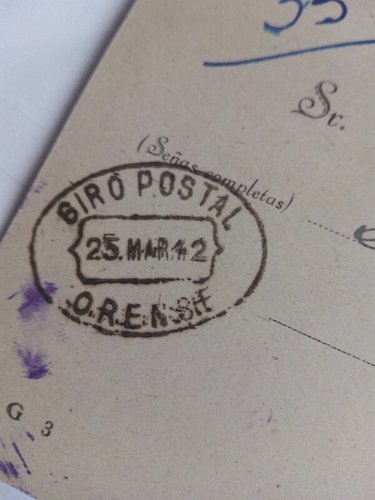 Sr.
(Señas completas)
GIRO POSTAL
25.MAR.42
ORENSE
G 3